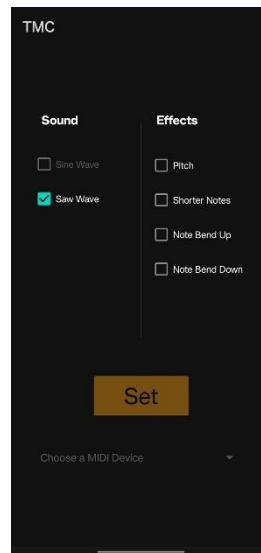 TMC
Sound
Effects
Sine Wave
Pitch
Saw Wave
Shorter Notes
Note Bend Up
Note Bend Down
Set
Choose a MIDI Device